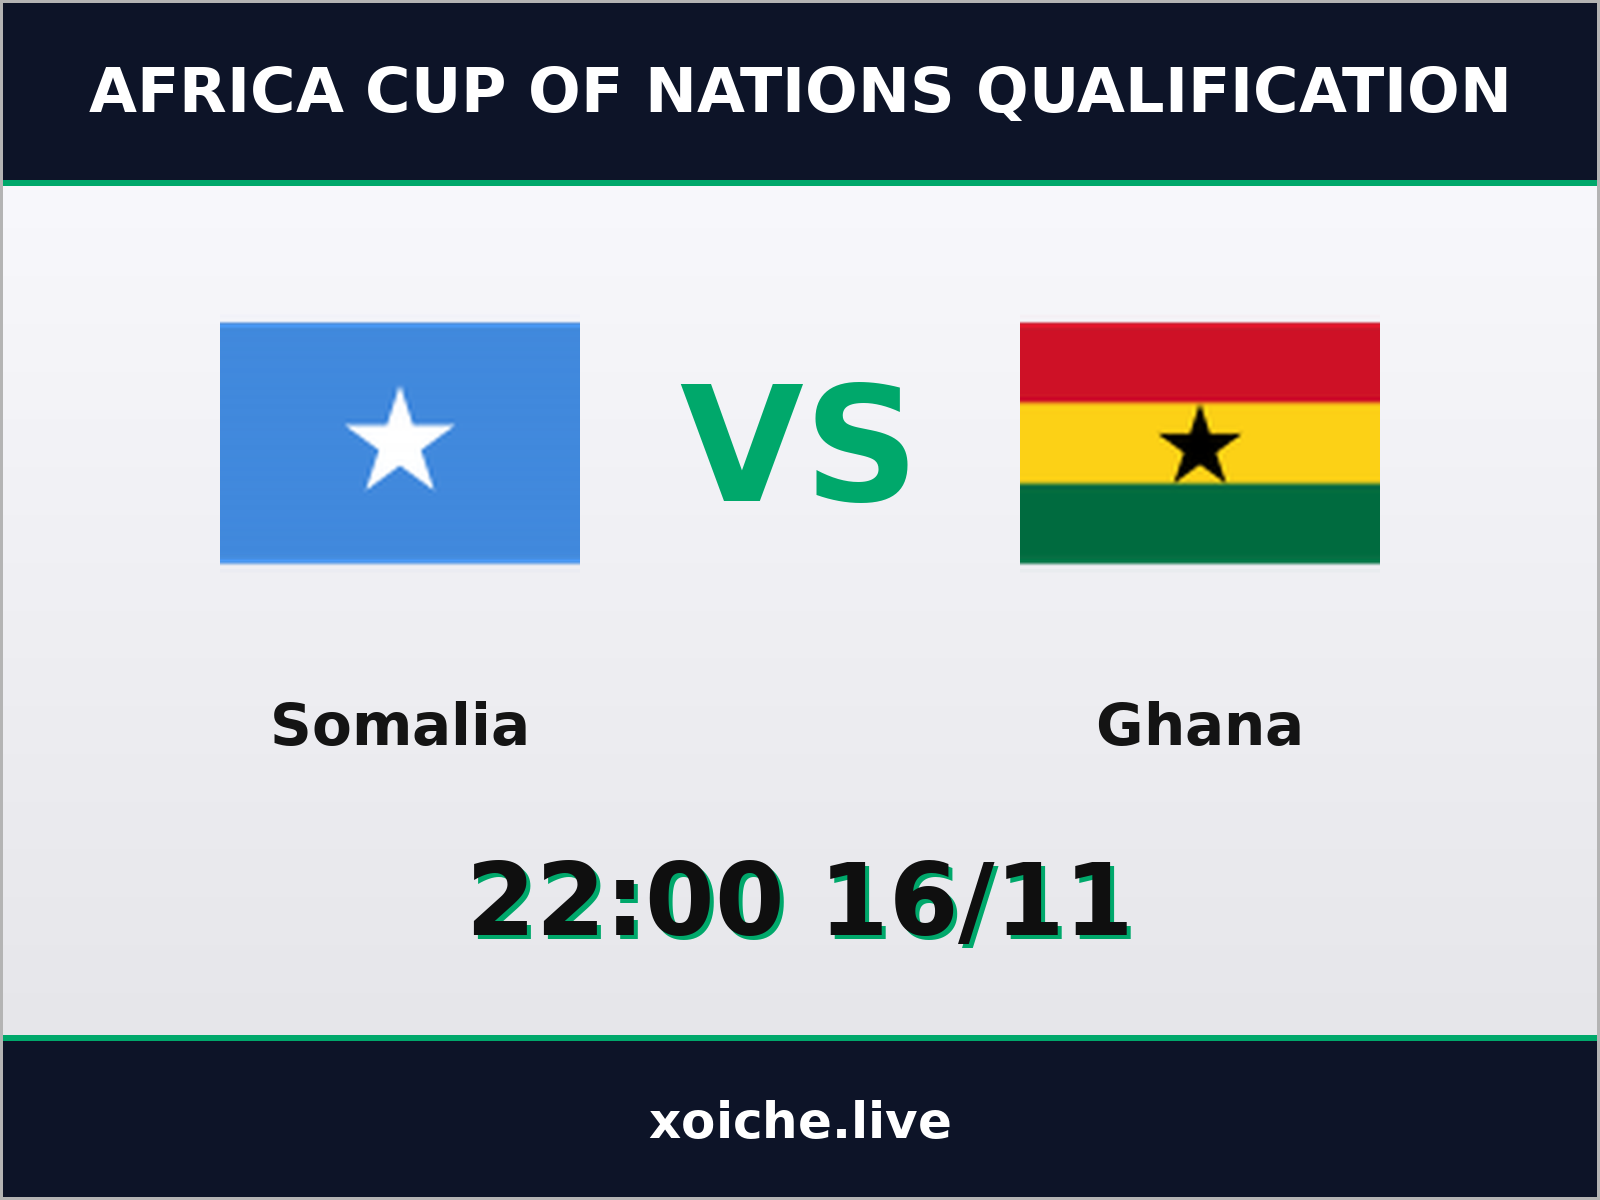 AFRICA CUP OF NATIONS QUALIFICATION
VS
Somalia
Ghana
22:00 16/11
xoiche.live